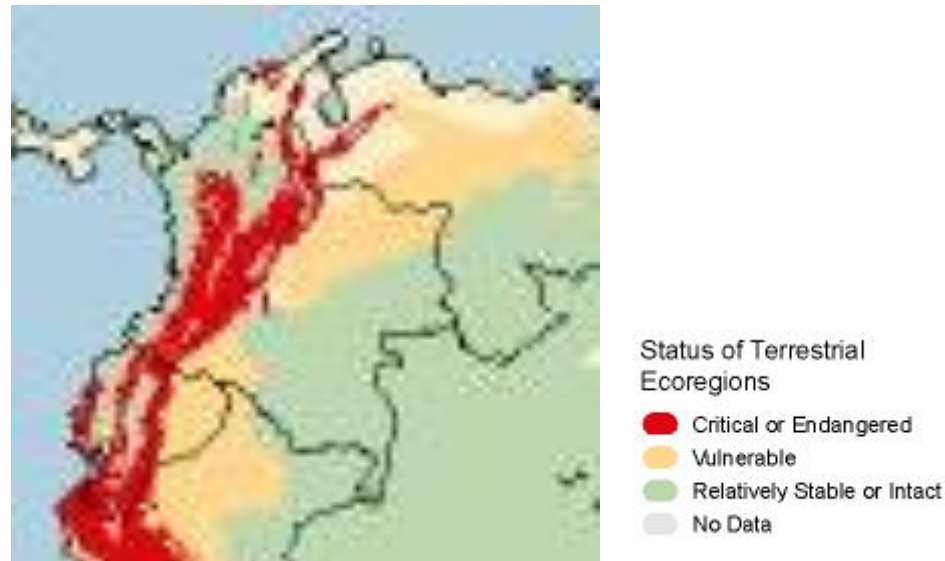 Status of Terrestrial
Ecoregions
Critical or Endangered
Vulnerable
Relatively Stable or Intact
No Data